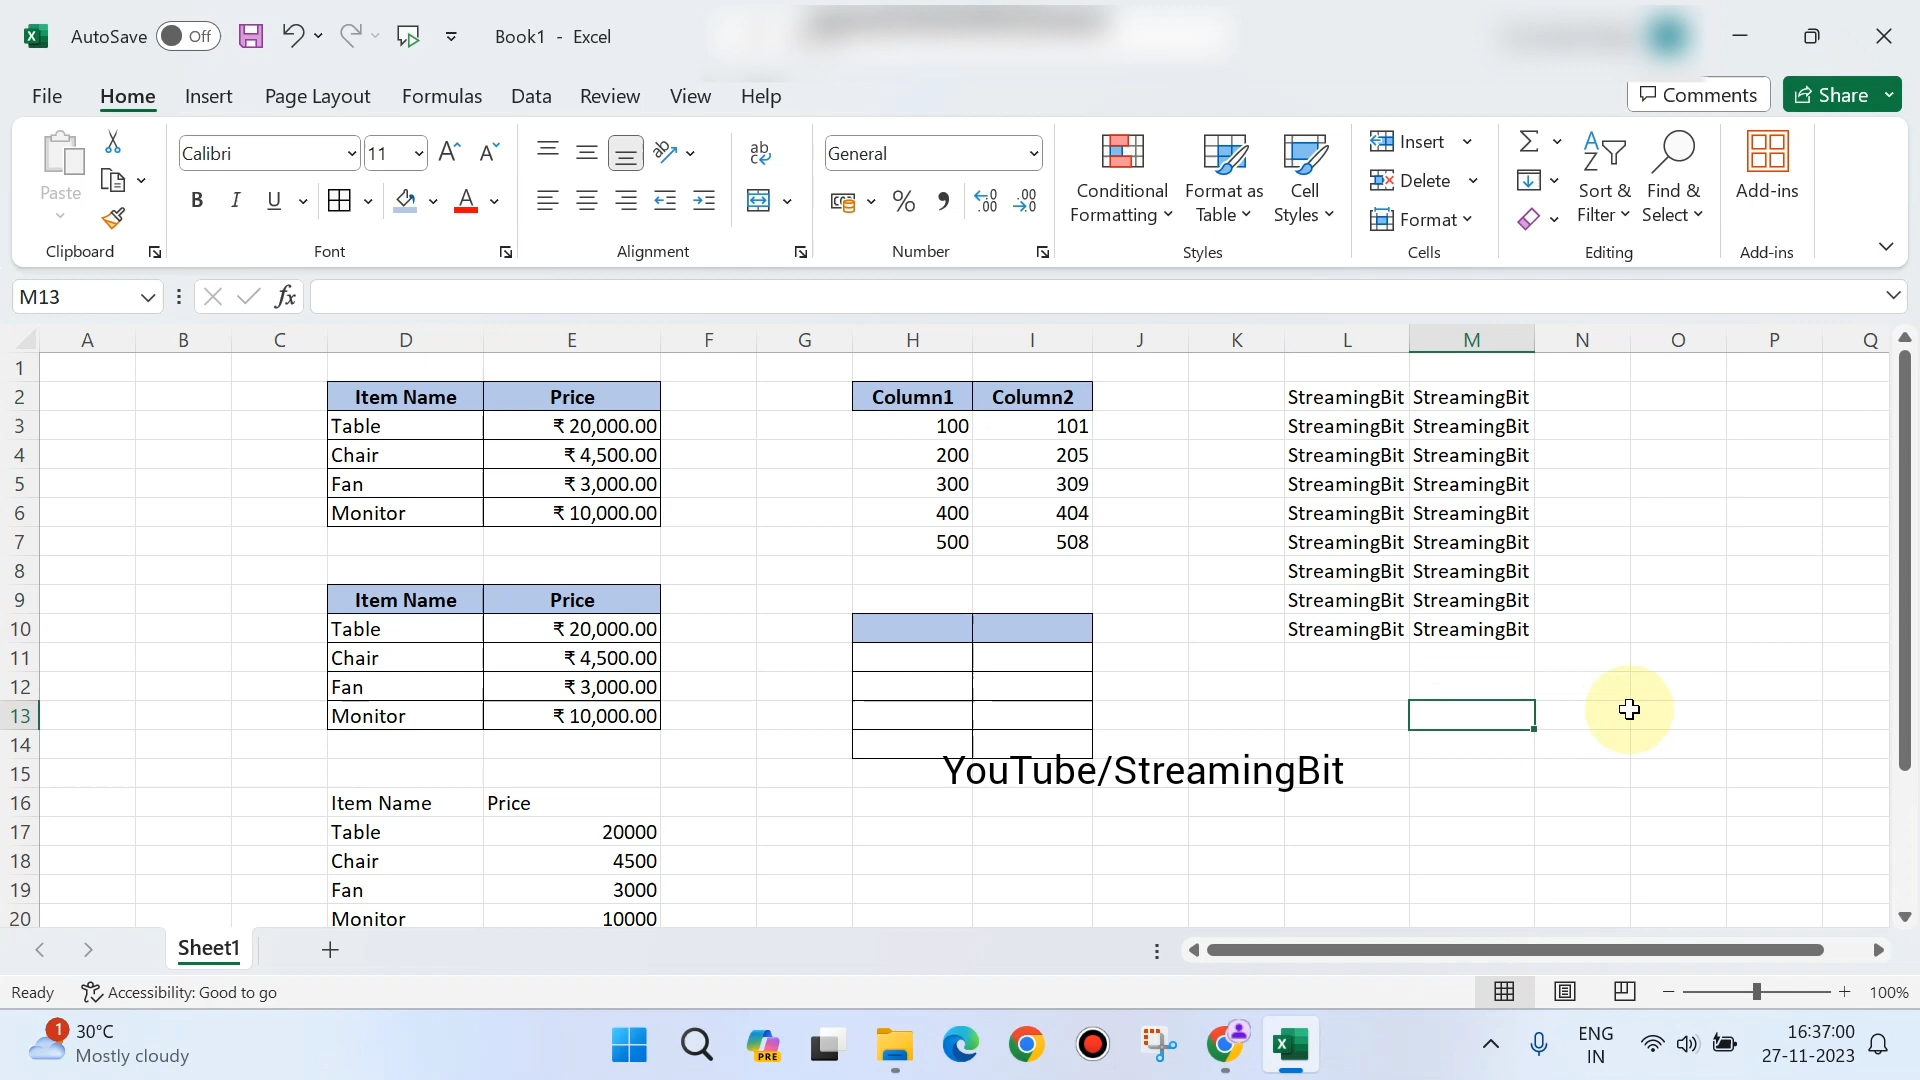 AutoSave Off Book1 - Excel
File Home Insert Page Layout Formulas Data Review View Help Comments Share
Paste Clipboard
Calibri 11 Font
Alignment
General Number
Conditional Formatting
Format as Table
Cell Styles
Styles
Insert
Delete
Format
Cells
Sort & Filter
Find & Select
Editing
Add-ins
Add-ins
M13 fx
A B C D E F G H I J K L M N O P Q
1
2 Item Name Price Column1 Column2 StreamingBit StreamingBit
3 Table ₹ 20,000.00 100 101 StreamingBit StreamingBit
4 Chair ₹ 4,500.00 200 205 StreamingBit StreamingBit
5 Fan ₹ 3,000.00 300 309 StreamingBit StreamingBit
6 Monitor ₹ 10,000.00 400 404 StreamingBit StreamingBit
7 500 508 StreamingBit StreamingBit
8 StreamingBit StreamingBit
9 Item Name Price StreamingBit StreamingBit
10 Table ₹ 20,000.00 StreamingBit StreamingBit
11 Chair ₹ 4,500.00
12 Fan ₹ 3,000.00
13 Monitor ₹ 10,000.00
14
15 YouTube/StreamingBit
16 Item Name Price
17 Table 20000
18 Chair 4500
19 Fan 3000
20 Monitor 10000
Sheet1
Ready Accessibility: Good to go 100%
1 30°C
Mostly cloudy
PRE
ENG
IN
16:37:00
27-11-2023